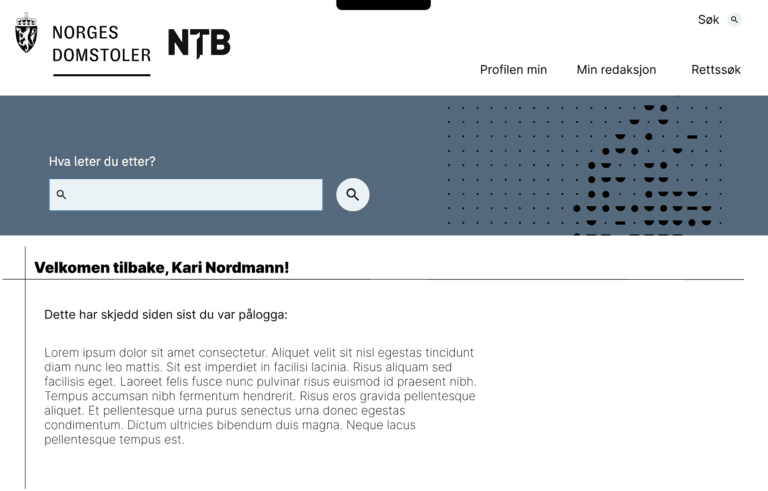 NORGES
DOMSTOLER
NTB
Søk
Profilen min
Min redaksjon
Rettssøk
Hva leter du etter?
Velkomen tilbake, Kari Nordmann!
Dette har skjedd siden sist du var pålogga:
Lorem ipsum dolor sit amet consectetur. Aliquet velit sit nisl egestas tincidunt
diam nunc leo mattis. Sit est imperdiet in facilisi lacinia. Risus aliquam sed
facilisis eget. Laoreet felis fusce nunc pulvinar risus euismod id praesent nibh.
Tempus accumsan nibh fermentum hendrerit. Risus eros gravida pellentesque
aliquet. Et pellentesque urna purus senectus urna donec egestas
condimentum. Dictum ultricies bibendum duis magna. Neque lacus
pellentesque tempus est.